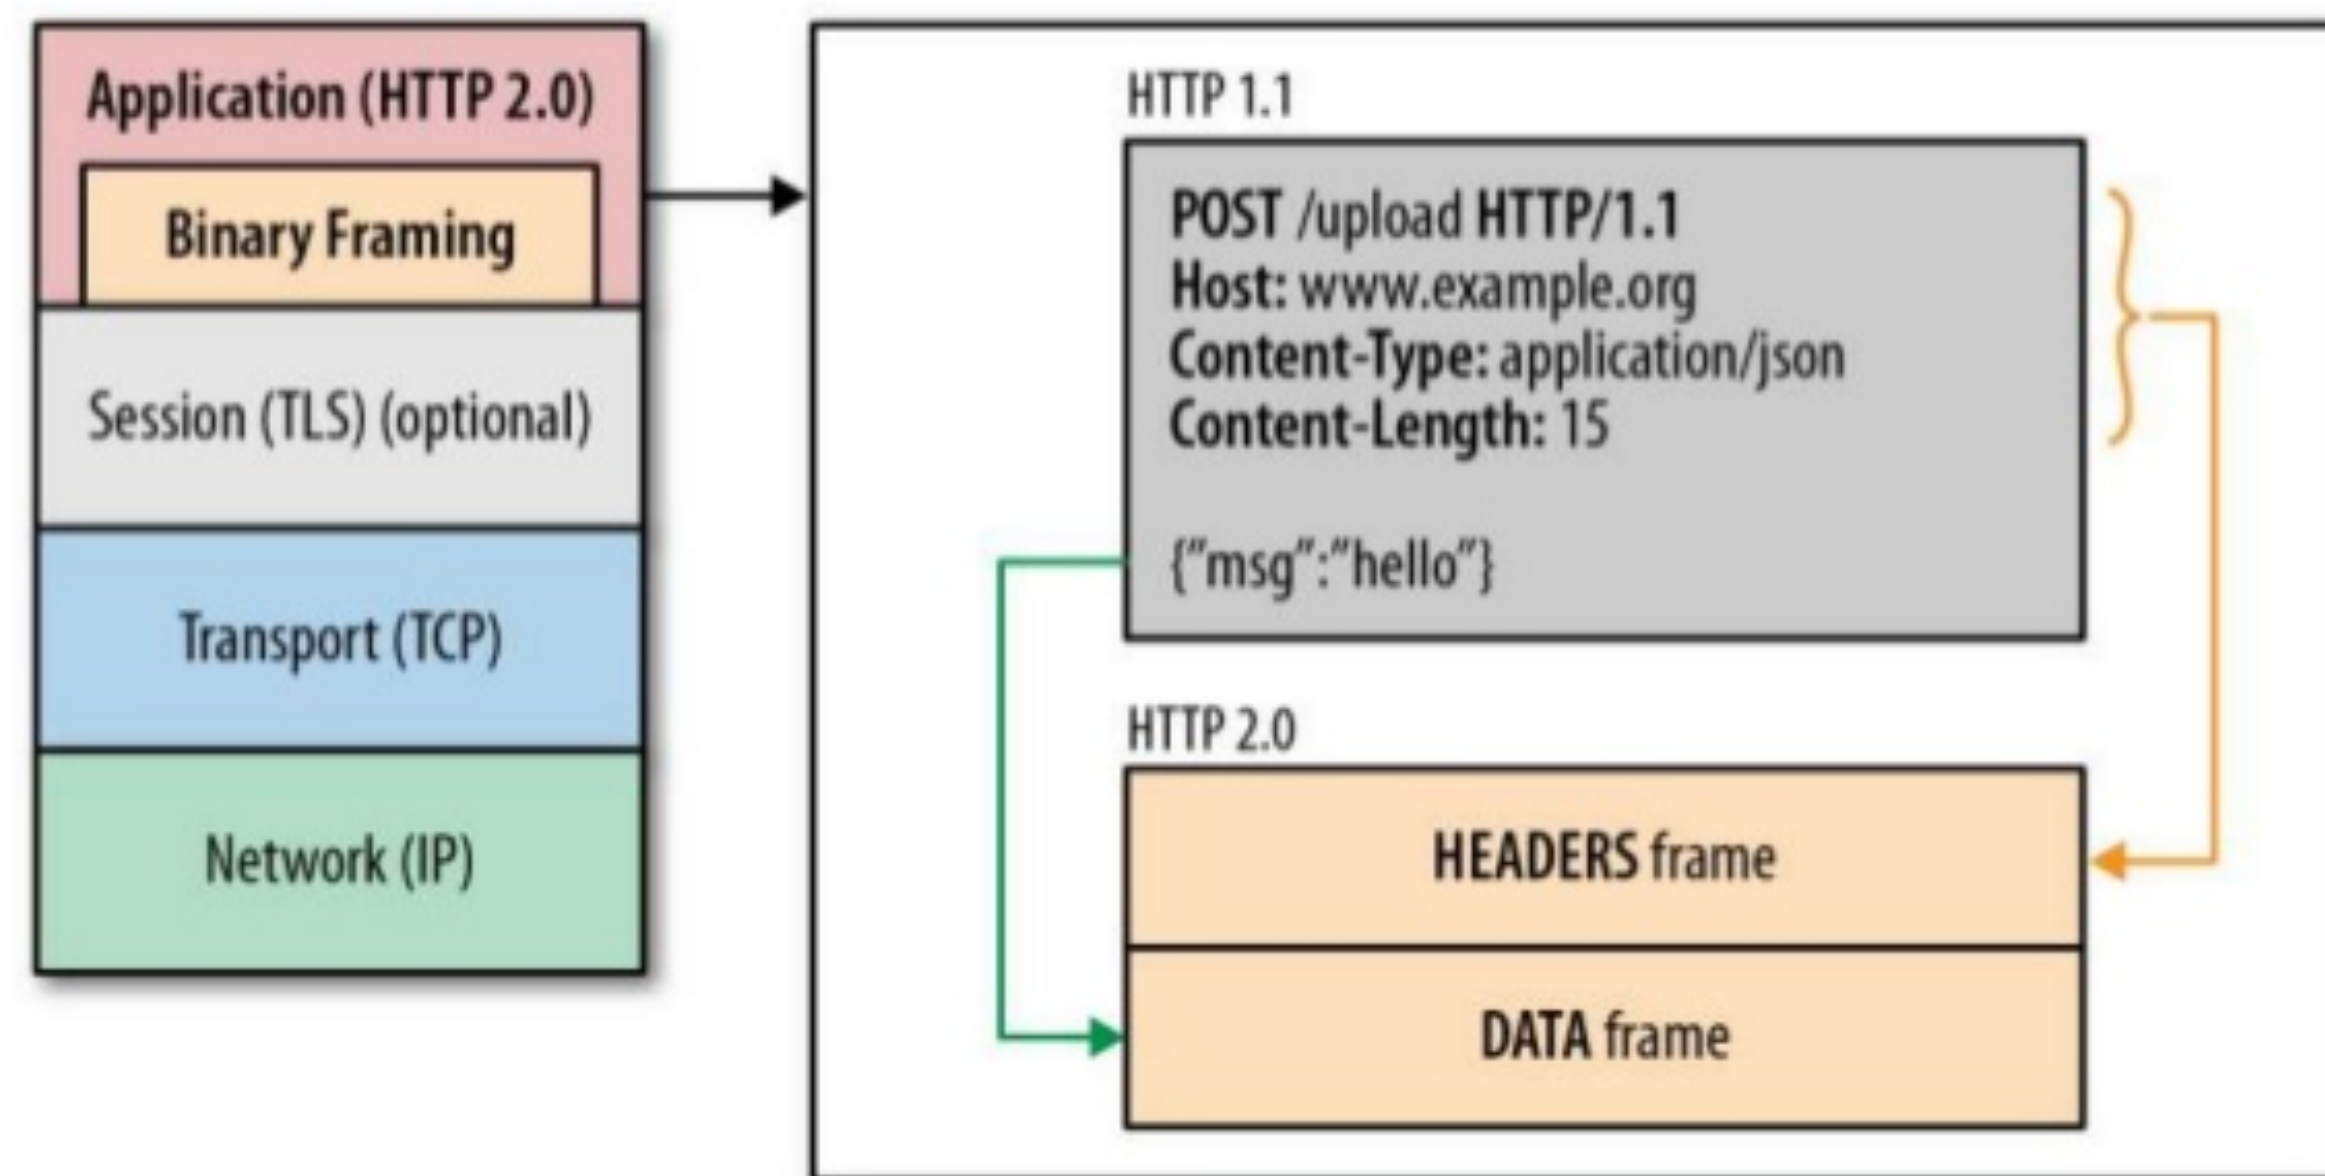 Application (HTTP 2.0)
Binary Framing
Session (TLS) (optional)
Transport (TCP)
Network (IP)
HTTP 1.1
POST /upload HTTP/1.1
Host: www.example.org
Content-Type: application/json
Content-Length: 15
{”msg”:”hello”}
HTTP 2.0
HEADERS frame
DATA frame